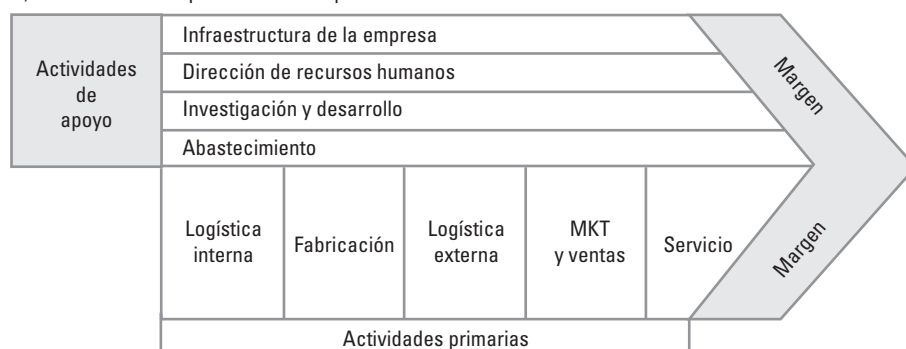 Infraestructura de la empresa
Dirección de recursos humanos
Investigación y desarrollo
Abastecimiento
Actividades
de
apoyo
Margen
Logística
interna
Fabricación
Logística
externa
MKT
y ventas
Servicio
Margen
Actividades primarias